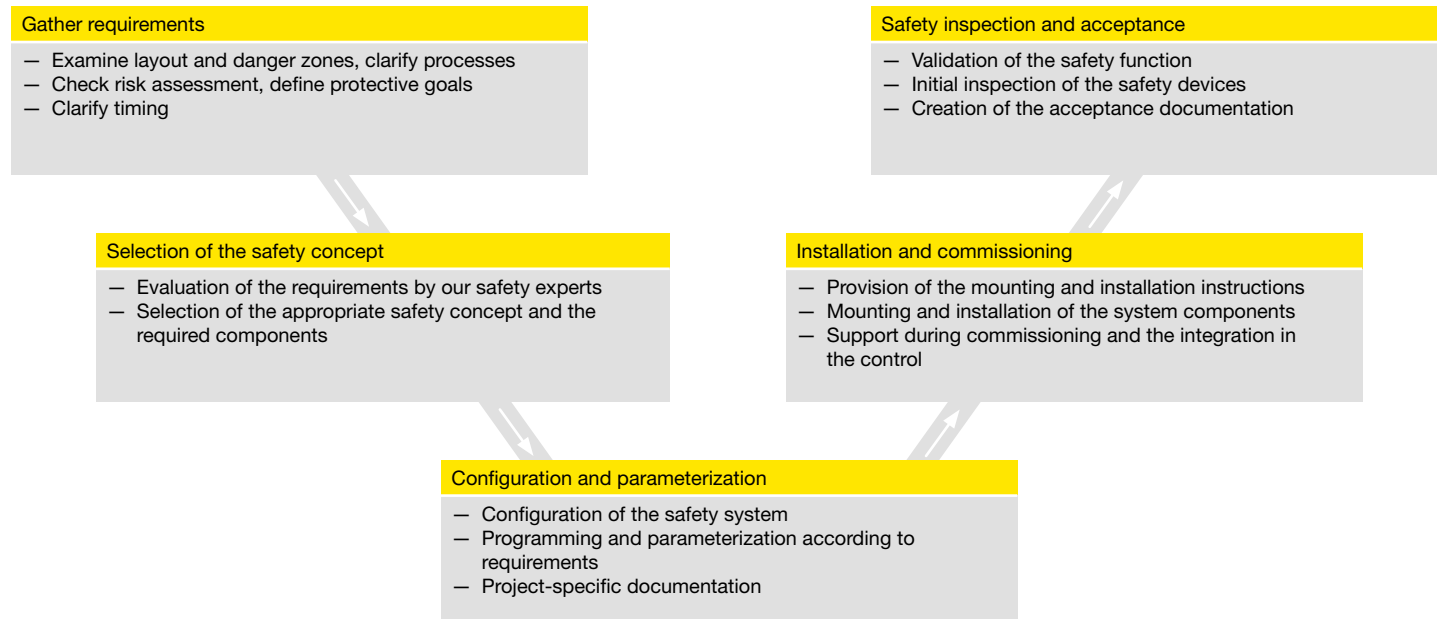 Gather requirements
— Examine layout and danger zones, clarify processes
— Check risk assessment, define protective goals
— Clarify timing
Safety inspection and acceptance
— Validation of the safety function
— Initial inspection of the safety devices
— Creation of the acceptance documentation
Selection of the safety concept
— Evaluation of the requirements by our safety experts
— Selection of the appropriate safety concept and the
required components
Installation and commissioning
— Provision of the mounting and installation instructions
— Mounting and installation of the system components
— Support during commissioning and the integration in
the control
Configuration and parameterization
— Configuration of the safety system
— Programming and parameterization according to
requirements
— Project-specific documentation